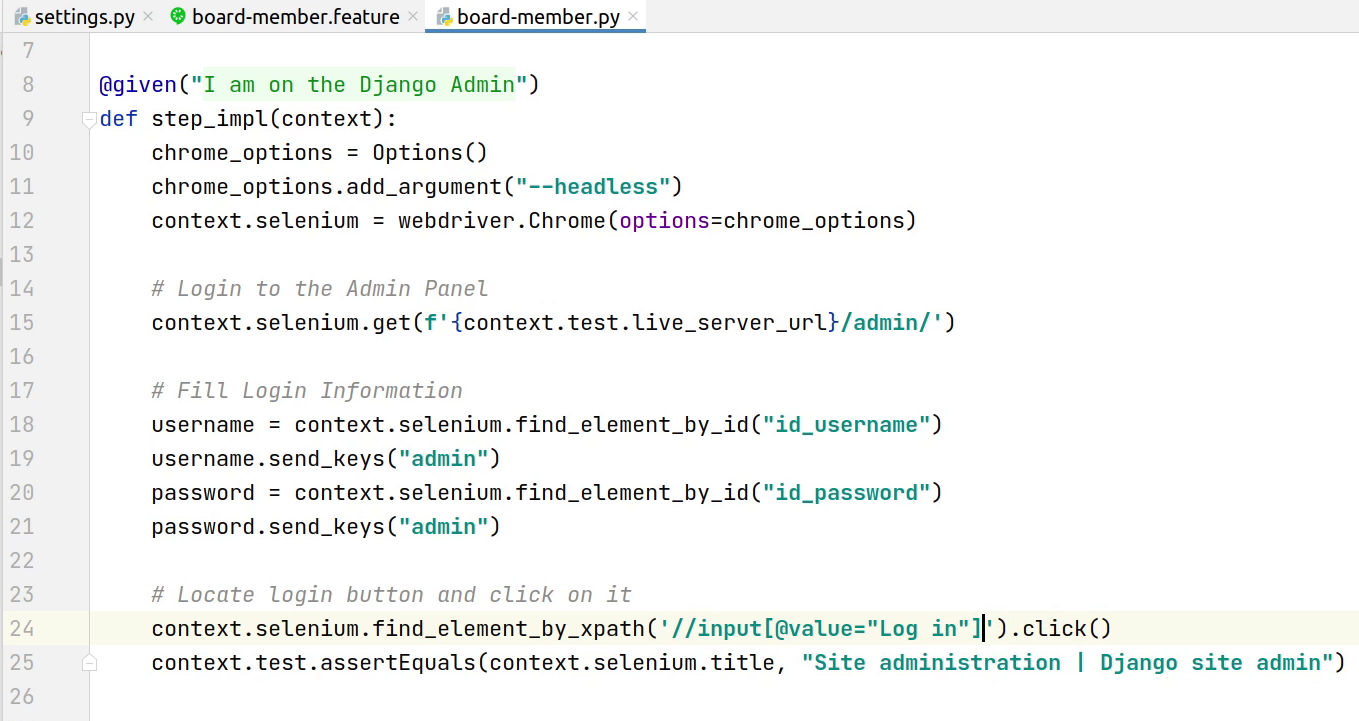 settings.py × board-member.feature × board-member.py ×
7
8 @given("I am on the Django Admin")
9 def step_impl(context):
10     chrome_options = Options()
11     chrome_options.add_argument("--headless")
12     context.selenium = webdriver.Chrome(options=chrome_options)
13
14     # Login to the Admin Panel
15     context.selenium.get(f'{context.test.live_server_url}/admin/')
16
17     # Fill Login Information
18     username = context.selenium.find_element_by_id("id_username")
19     username.send_keys("admin")
20     password = context.selenium.find_element_by_id("id_password")
21     password.send_keys("admin")
22
23     # Locate login button and click on it
24     context.selenium.find_element_by_xpath('//input[@value="Log in"]').click()
25     context.test.assertEquals(context.selenium.title, "Site administration | Django site admin")
26